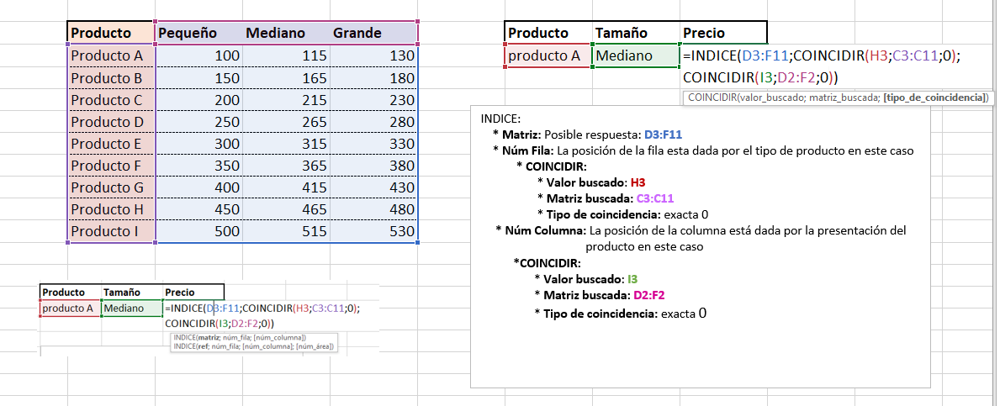 Producto Pequeño Mediano Grande
Producto A 100 115 130
Producto B 150 165 180
Producto C 200 215 230
Producto D 250 265 280
Producto E 300 315 330
Producto F 350 365 380
Producto G 400 415 430
Producto H 450 465 480
Producto I 500 515 530
Producto Tamaño Precio
producto A Mediano =INDICE(D3:F11;COINCIDIR(H3;C3:C11;0);
COINCIDIR(I3;D2:F2;0))
COINCIDIR(valor_buscado; matriz_buscada; [tipo_de_coincidencia])
INDICE:
* Matriz: Posible respuesta: D3:F11
* Núm Fila: La posición de la fila esta dada por el tipo de producto en este caso
* COINCIDIR:
* Valor buscado: H3
* Matriz buscada: C3:C11
* Tipo de coincidencia: exacta 0
* Núm Columna: La posición de la columna está dada por la presentación del
producto en este caso
*COINCIDIR:
* Valor buscado: I3
* Matriz buscada: D2:F2
* Tipo de coincidencia: exacta 0
Producto Tamaño Precio
producto A Mediano =INDICE(D3:F11;COINCIDIR(H3;C3:C11;0);
COINCIDIR(I3;D2:F2;0))
INDICE(matriz; núm_fila; [núm_columna])
INDICE(ref; núm_fila; [núm_columna]; [núm_área])